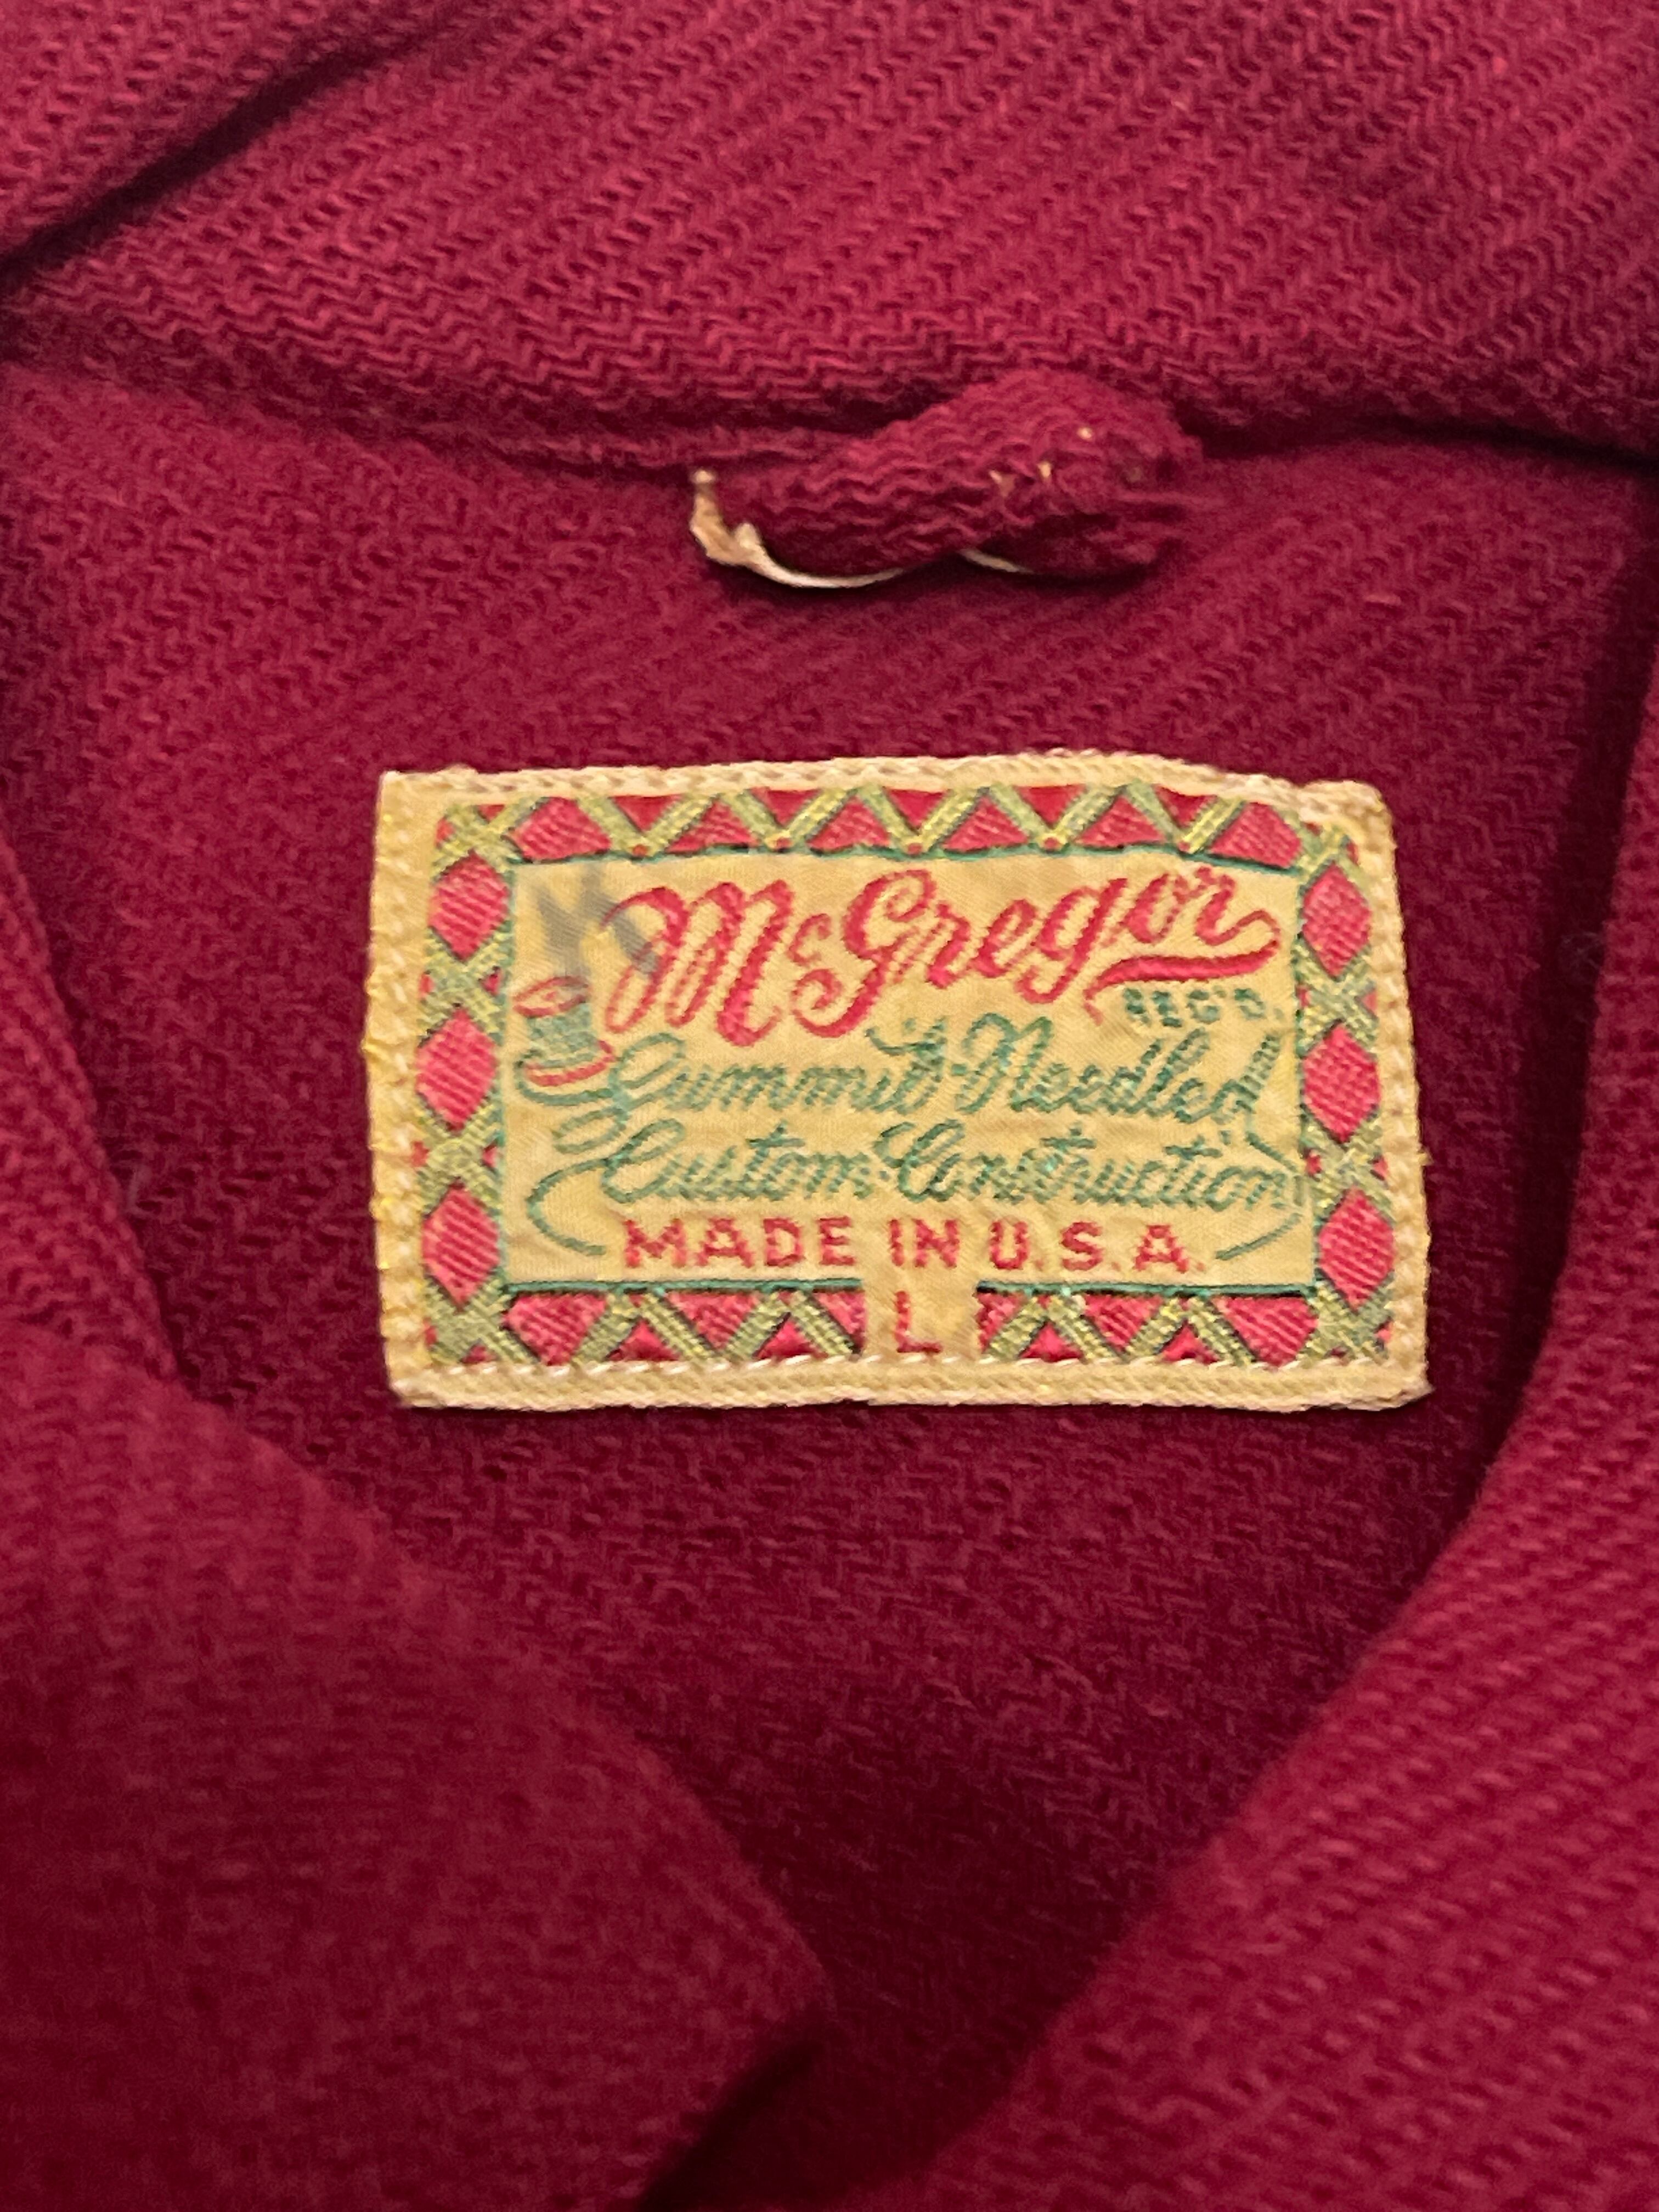 McGregor
REG'D.
Summit-Needled
Custom-Construction
MADE IN U.S.A.
L